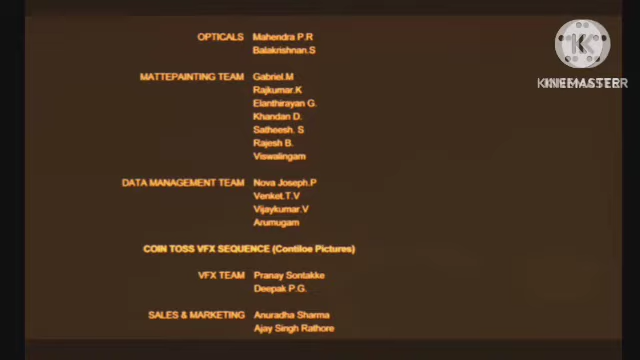 OPTICALS Mahendra P.R
Balakrishnan.S
MATTEPAINTING TEAM Gabriel.M
Rajkumar.K
Elanthirayan G.
Khandan D.
Satheesh. S
Rajesh B.
Viswalingam
DATA MANAGEMENT TEAM Nova Joseph.P
Venket.T.V
Vijaykumar.V
Arumugam
COIN TOSS VFX SEQUENCE (Contiloe Pictures)
VFX TEAM Pranay Sontakke
Deepak P.G.
SALES & MARKETING Anuradha Sharma
Ajay Singh Rathore
KINEMASTER